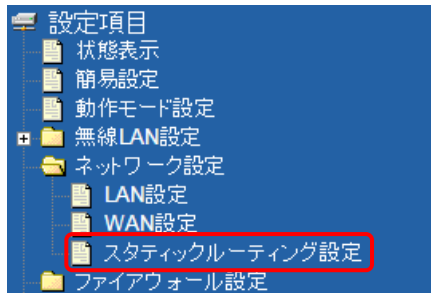 設定項目
状態表示
簡易設定
動作モード設定
無線LAN設定
ネットワーク設定
LAN設定
WAN設定
スタティックルーティング設定
ファイアウォール設定